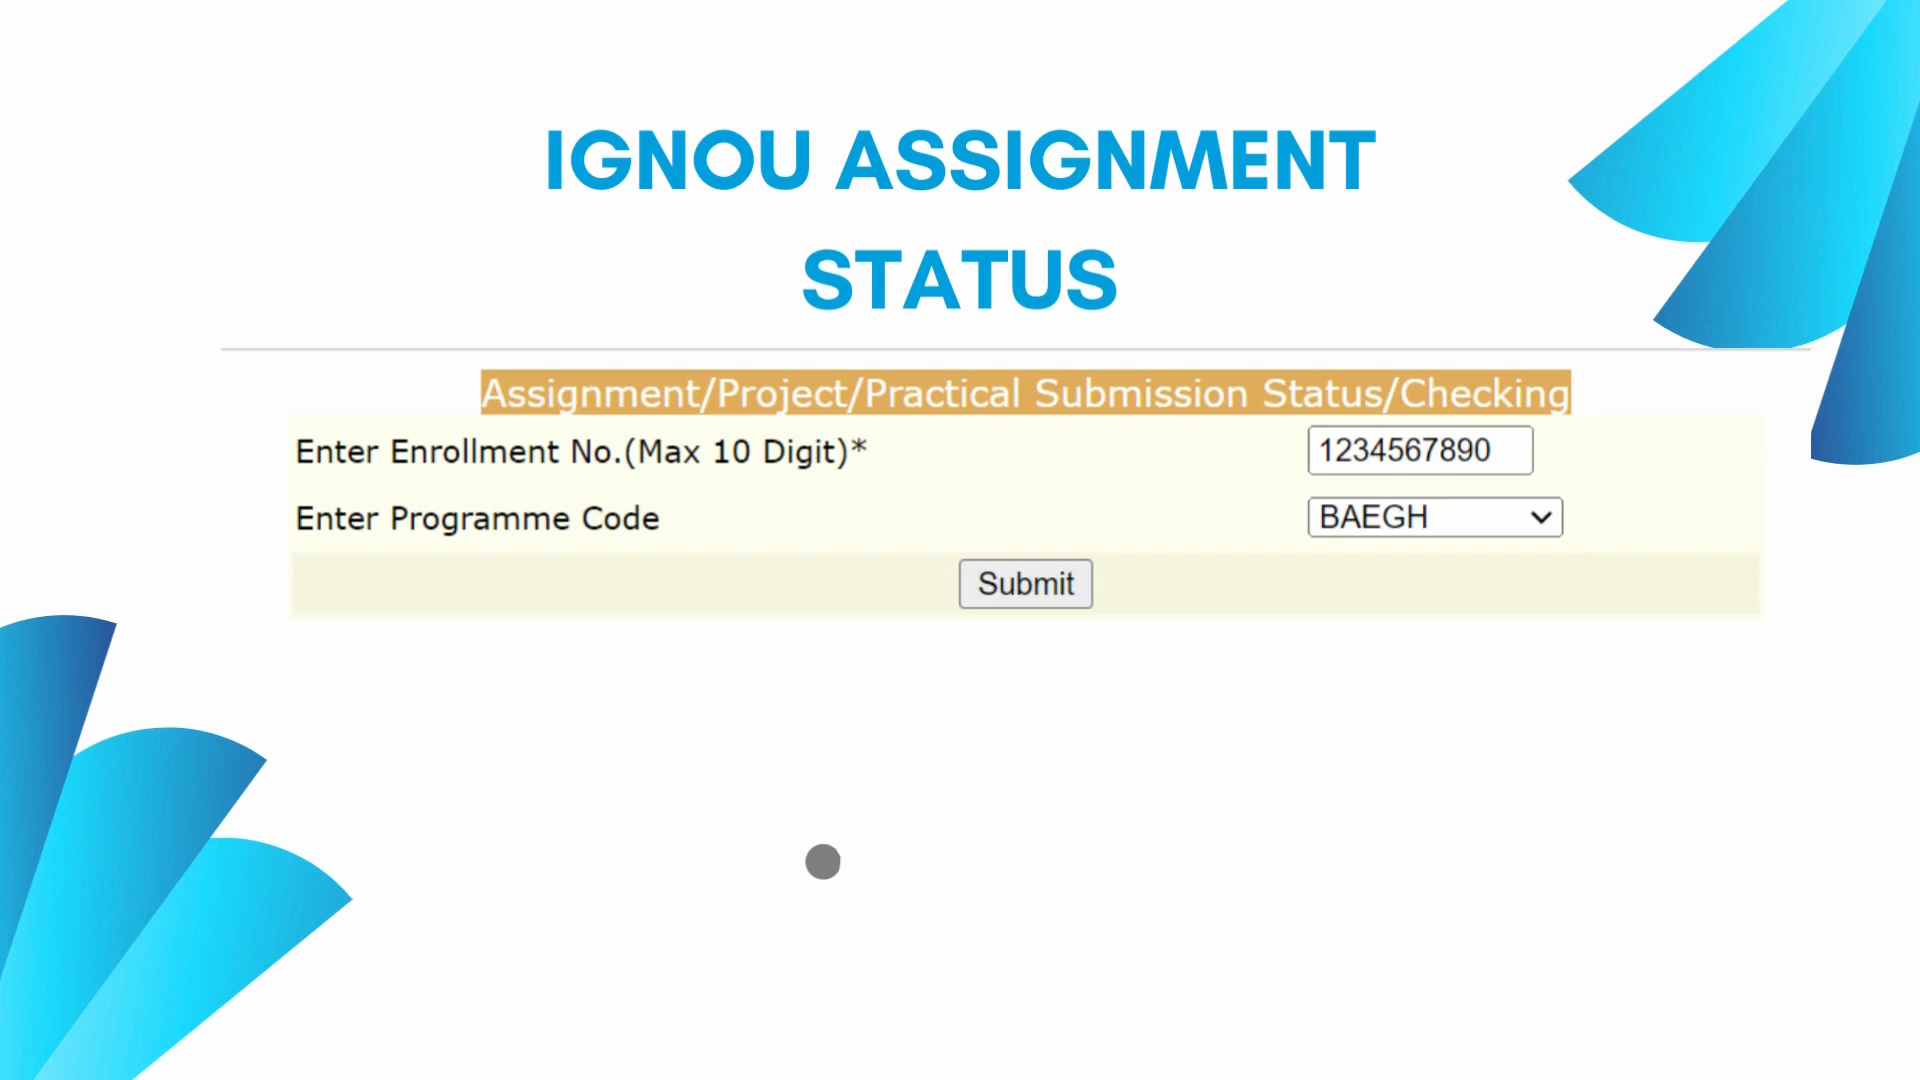 IGNOU ASSIGNMENT
STATUS
Assignment/Project/Practical Submission Status/Checking
Enter Enrollment No.(Max 10 Digit)* 1234567890
Enter Programme Code BAEGH
Submit